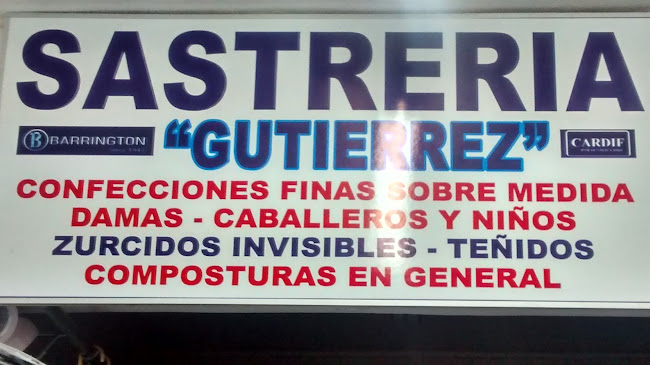 SASTRERIA
BARRINGTON "GUTIERREZ" CARDIF
CONFECCIONES FINAS SOBRE MEDIDA
DAMAS - CABALLEROS Y NIÑOS
ZURCIDOS INVISIBLES - TEÑIDOS
COMPOSTURAS EN GENERAL